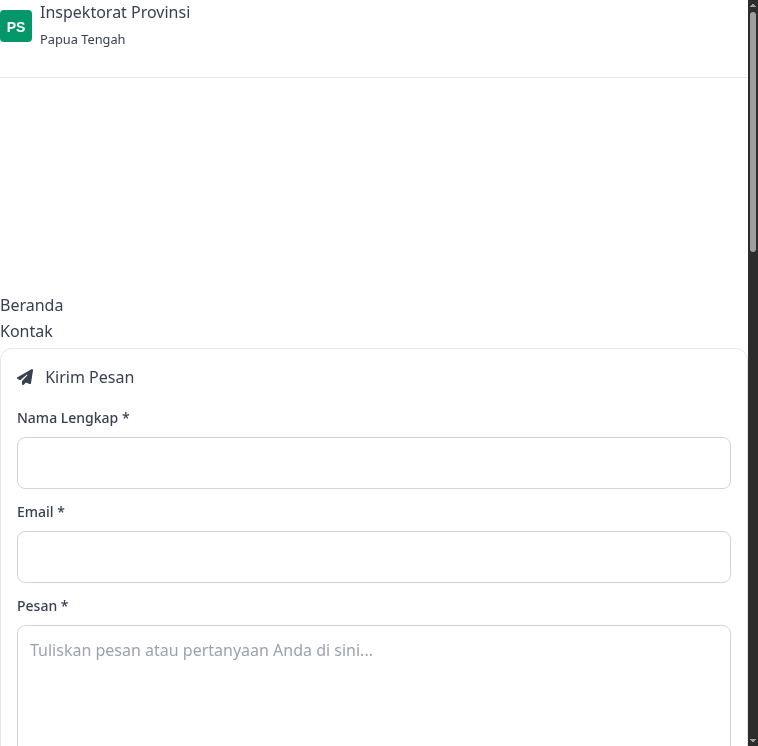 PS
Inspektorat Provinsi
Papua Tengah
Beranda
Kontak
Kirim Pesan
Nama Lengkap *
Email *
Pesan *
Tuliskan pesan atau pertanyaan Anda di sini...